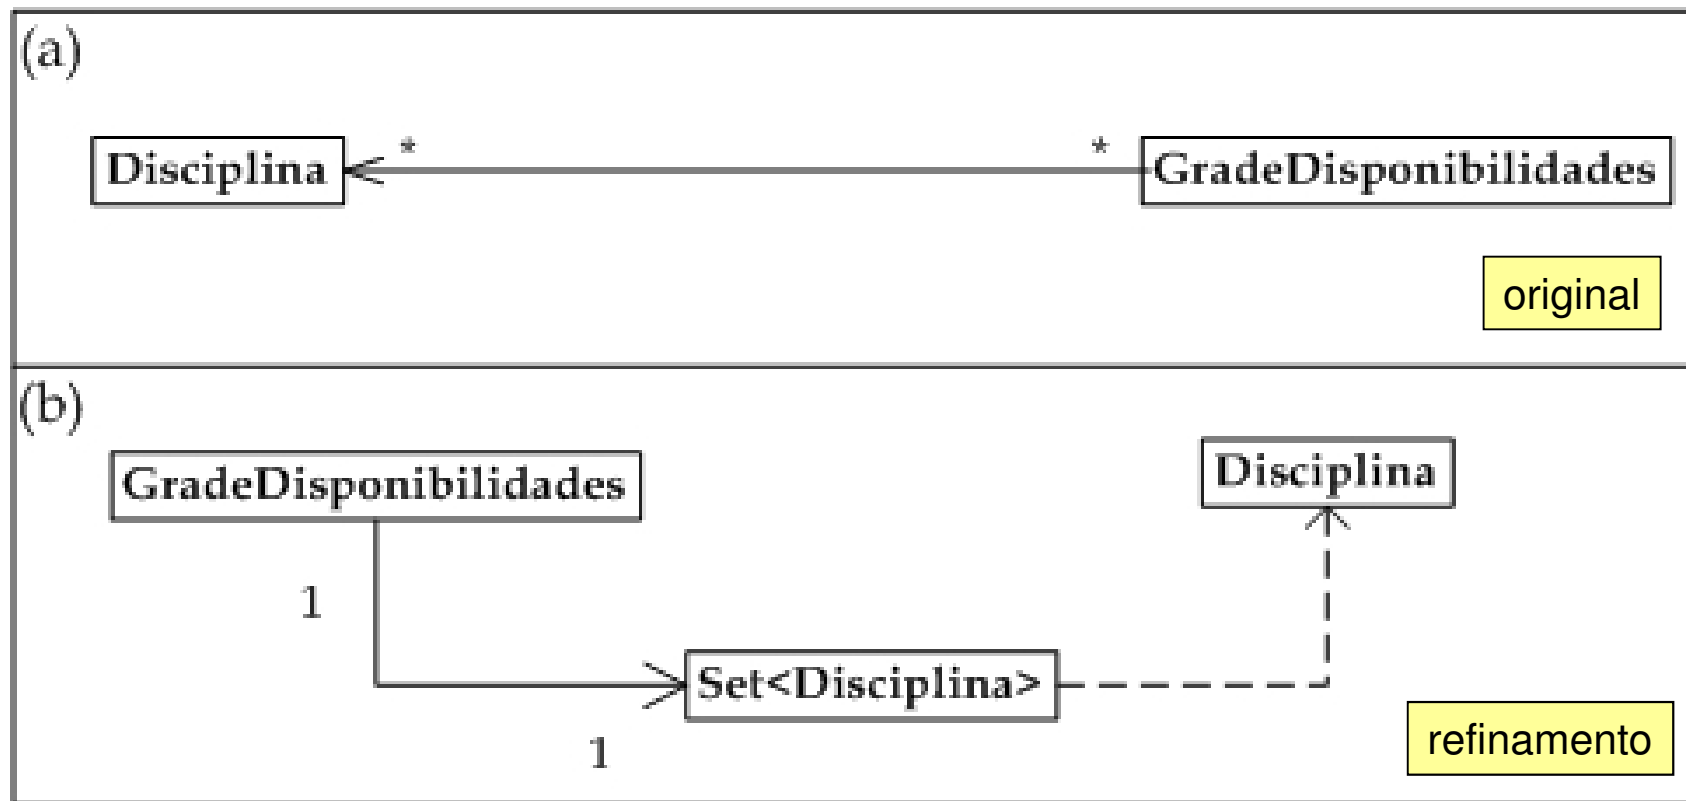 (a)
* *
Disciplina GradeDisponibilidades
original
(b)
GradeDisponibilidades Disciplina
1
Set<Disciplina>
1
refinamento